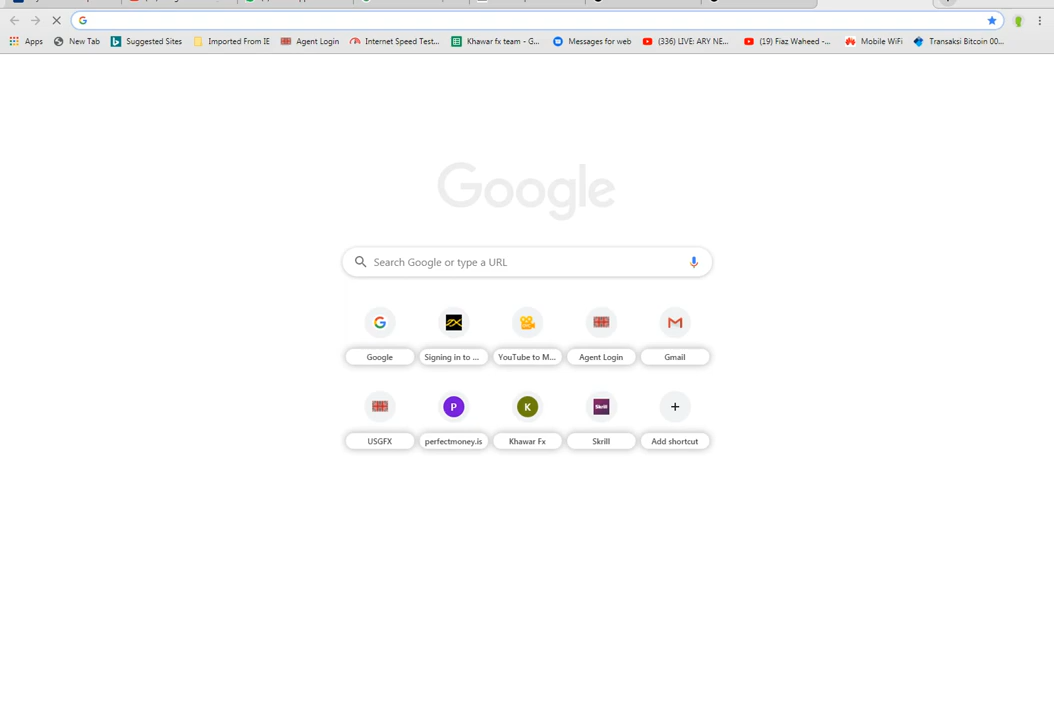 Apps New Tab Suggested Sites Imported From IE Agent Login Internet Speed Test... Khawar fx team - G... Messages for web (336) LIVE: ARY NE... (19) Fiaz Waheed -... Mobile WiFi Transaksi Bitcoin 00...
Google
Search Google or type a URL
Google Signing in to ... YouTube to M... Agent Login Gmail
P K Skrill +
USGFX perfectmoney.is Khawar Fx Skrill Add shortcut